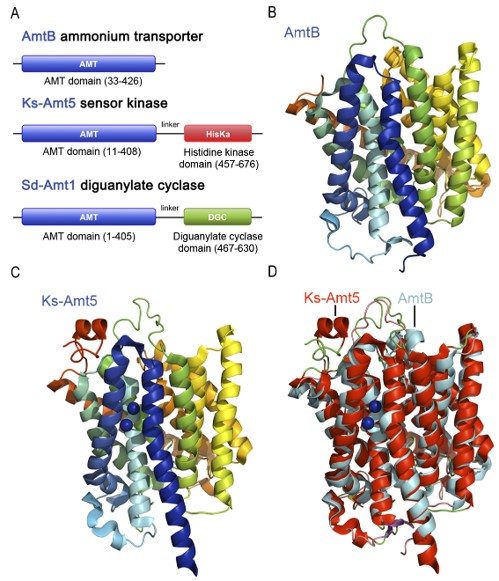 A
AmtB ammonium transporter
AMT
AMT domain (33-426)
Ks-Amt5 sensor kinase
linker
AMT
HisKa
AMT domain (11-408)
Histidine kinase
domain (457-676)
Sd-Amt1 diguanylate cyclase
linker
AMT
DGC
AMT domain (1-405)
Diguanylate cyclase
domain (467-630)
B
AmtB
C
Ks-Amt5
D
Ks-Amt5 AmtB